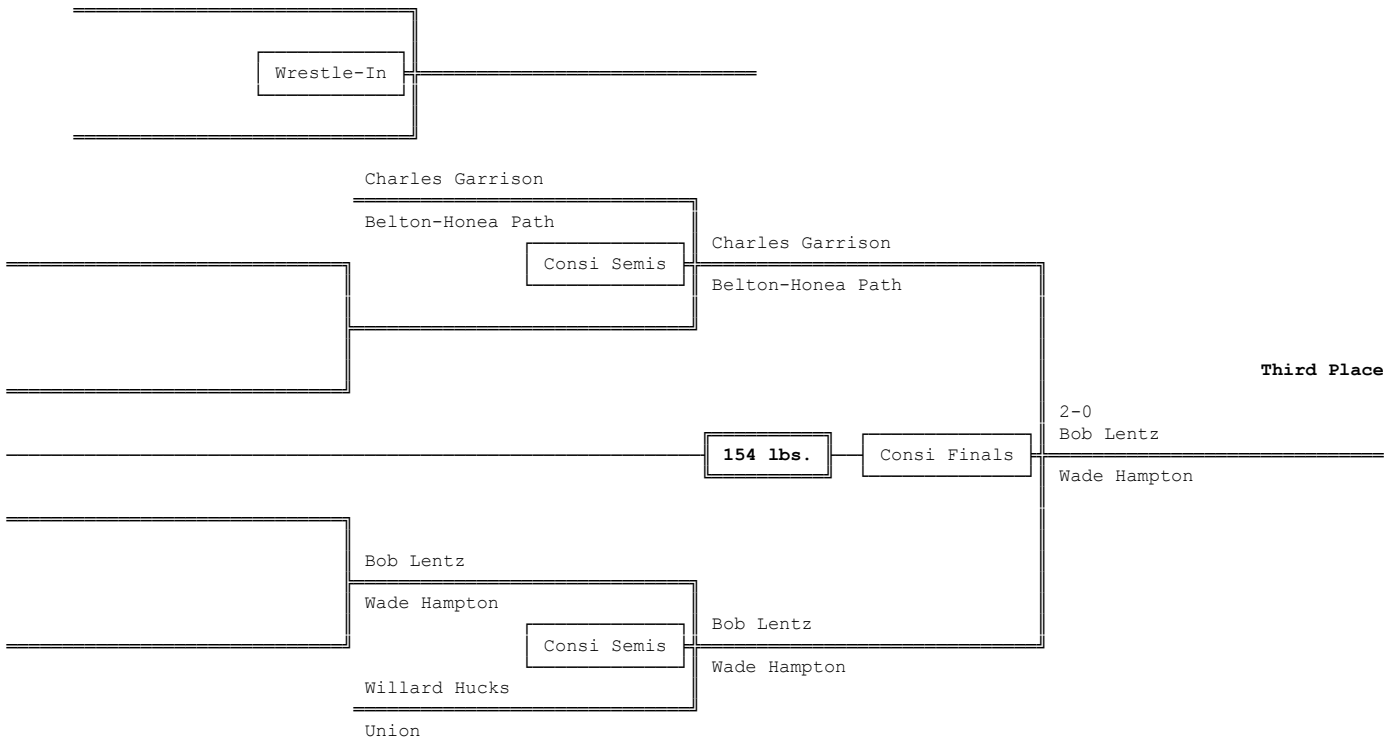 Wrestle-In
Charles Garrison
Belton-Honea Path
Charles Garrison
Consi Semis
Belton-Honea Path
Third Place
2-0
Bob Lentz
154 lbs.
Consi Finals
Wade Hampton
Bob Lentz
Wade Hampton
Bob Lentz
Consi Semis
Wade Hampton
Willard Hucks
Union